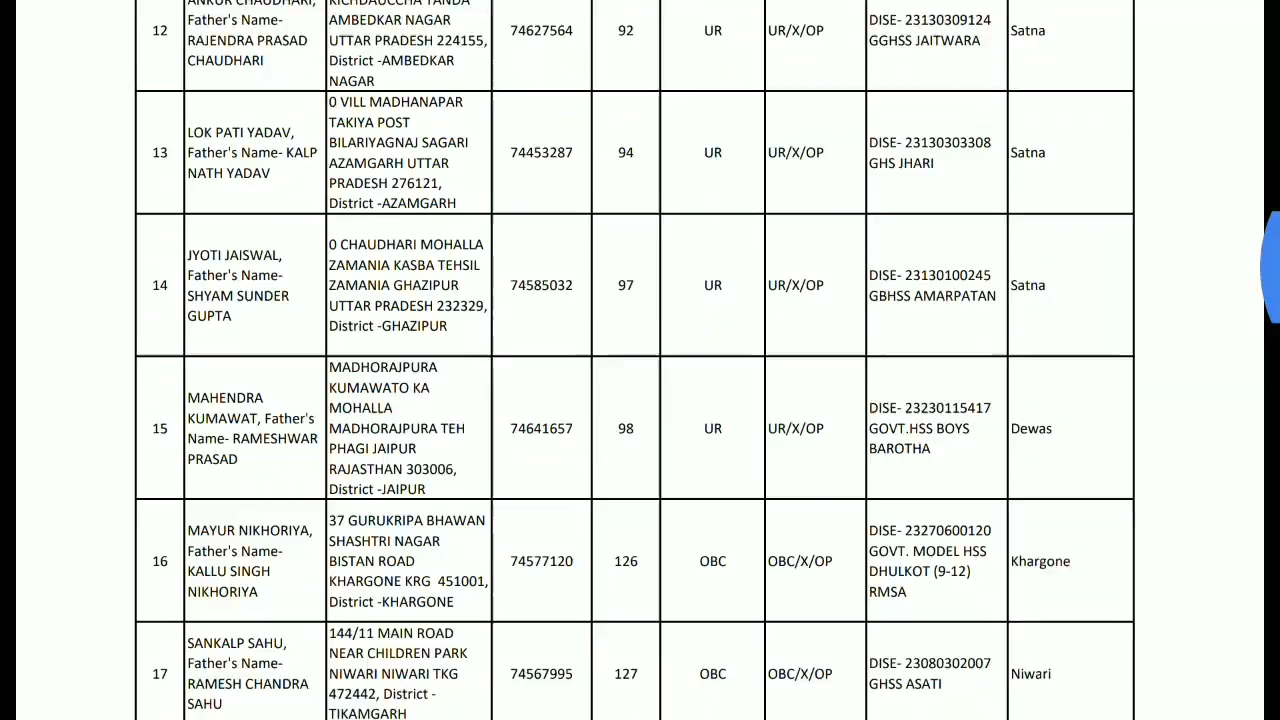 12
ANKUR CHAUDHARI,
Father's Name-
RAJENDRA PRASAD
CHAUDHARI
KICHDAUCCHA TANDA
AMBEDKAR NAGAR
UTTAR PRADESH 224155,
District -AMBEDKAR
NAGAR
74627564
92
UR
UR/X/OP
DISE- 23130309124
GGHSS JAITWARA
Satna
13
LOK PATI YADAV,
Father's Name- KALP
NATH YADAV
0 VILL MADHANAPAR
TAKIYA POST
BILARIYAGNAJ SAGARI
AZAMGARH UTTAR
PRADESH 276121,
District -AZAMGARH
74453287
94
UR
UR/X/OP
DISE- 23130303308
GHS JHARI
Satna
14
JYOTI JAISWAL,
Father's Name-
SHYAM SUNDER
GUPTA
0 CHAUDHARI MOHALLA
ZAMANIA KASBA TEHSIL
ZAMANIA GHAZIPUR
UTTAR PRADESH 232329,
District -GHAZIPUR
74585032
97
UR
UR/X/OP
DISE- 23130100245
GBHSS AMARPATAN
Satna
15
MAHENDRA
KUMAWAT, Father's
Name- RAMESHWAR
PRASAD
MADHORAJPURA
KUMAWATO KA
MOHALLA
MADHORAJPURA TEH
PHAGI JAIPUR
RAJASTHAN 303006,
District -JAIPUR
74641657
98
UR
UR/X/OP
DISE- 23230115417
GOVT.HSS BOYS
BAROTHA
Dewas
16
MAYUR NIKHORIYA,
Father's Name-
KALLU SINGH
NIKHORIYA
37 GURUKRIPA BHAWAN
SHASHTRI NAGAR
BISTAN ROAD
KHARGONE KRG  451001,
District -KHARGONE
74577120
126
OBC
OBC/X/OP
DISE- 23270600120
GOVT. MODEL HSS
DHULKOT (9-12)
RMSA
Khargone
17
SANKALP SAHU,
Father's Name-
RAMESH CHANDRA
SAHU
144/11 MAIN ROAD
NEAR CHILDREN PARK
NIWARI NIWARI TKG
472442, District -
TIKAMGARH
74567995
127
OBC
OBC/X/OP
DISE- 23080302007
GHSS ASATI
Niwari